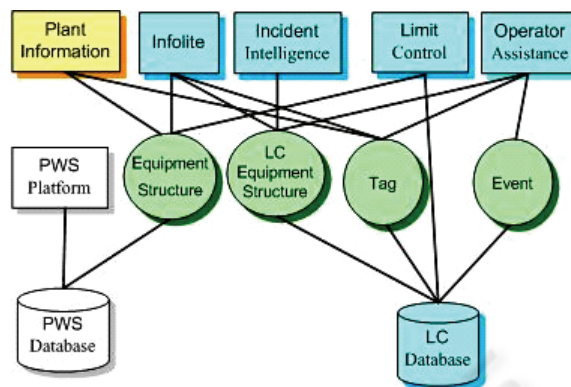 Plant
Information
Infolite
Incident
Intelligence
Limit
Control
Operator
Assistance
PWS
Platform
Equipment
Structure
LC
Equipment
Structure
Tag
Event
PWS
Database
LC
Database